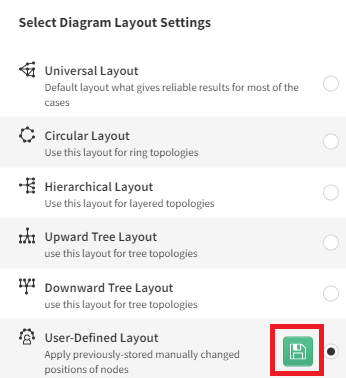 Select Diagram Layout Settings
Universal Layout
Default layout what gives reliable results for most of the
cases
Circular Layout
Use this layout for ring topologies
Hierarchical Layout
Use this layout for layered topologies
Upward Tree Layout
use this layout for tree topologies
Downward Tree Layout
use this layout for tree topologies
User-Defined Layout
Apply previously-stored manually changed
positions of nodes